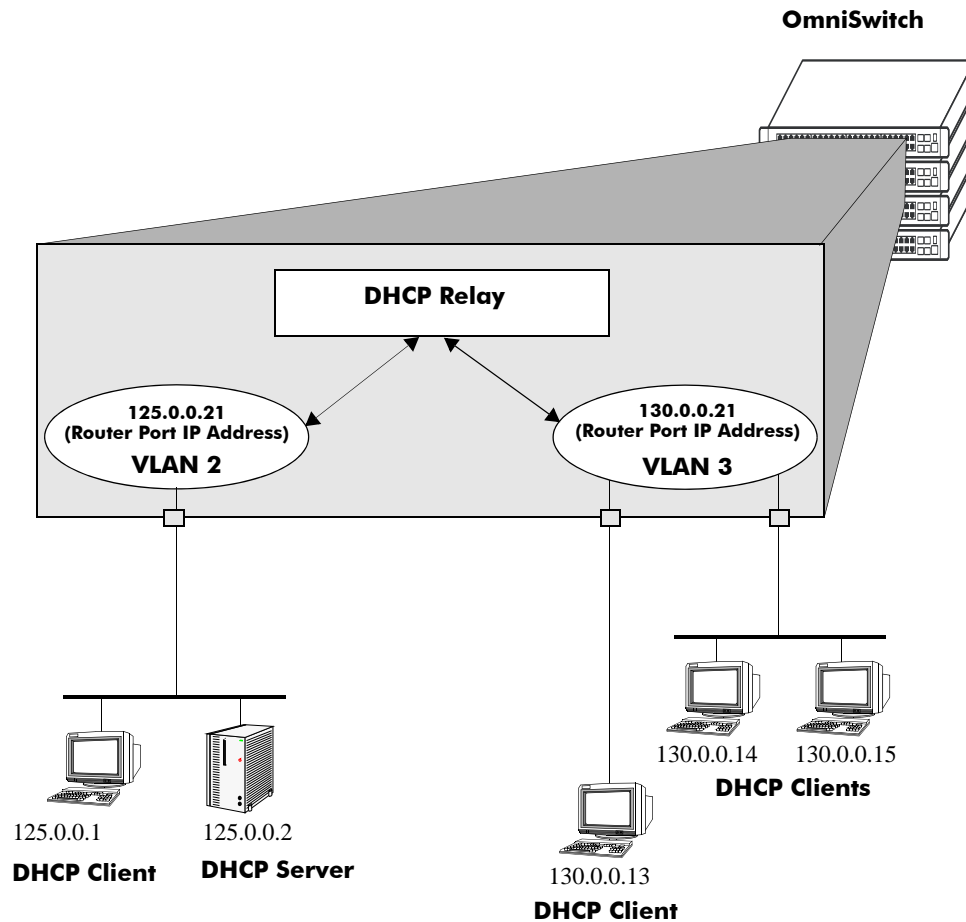 OmniSwitch
DHCP Relay
125.0.0.21
(Router Port IP Address)
VLAN 2
130.0.0.21
(Router Port IP Address)
VLAN 3
130.0.0.14
130.0.0.15
DHCP Clients
125.0.0.1
DHCP Client
125.0.0.2
DHCP Server
130.0.0.13
DHCP Client